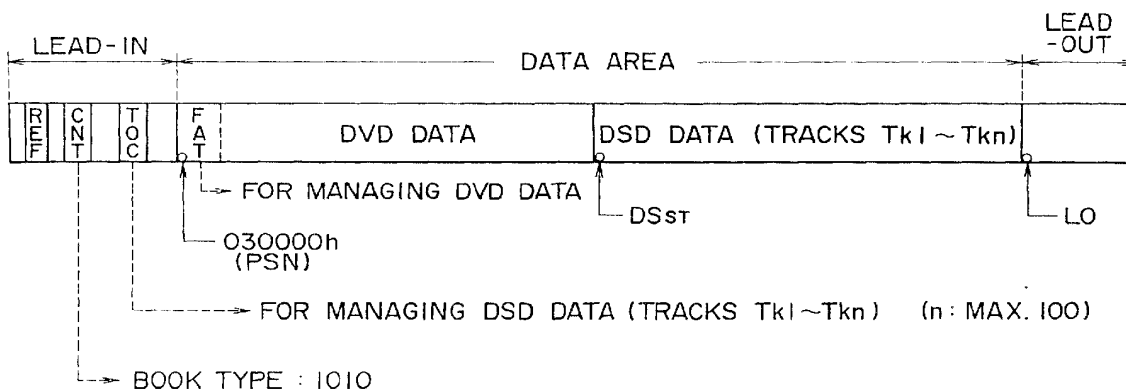 LEAD-IN
DATA AREA
LEAD
-OUT
REF
CNT
TOC
FAT
DVD DATA
DSD DATA (TRACKS Tk1 ~ Tkn)
FOR MANAGING DVD DATA
DSST
LO
030000h
(PSN)
FOR MANAGING DSD DATA (TRACKS Tk1~Tkn) (n: MAX. 100)
BOOK TYPE : 1010